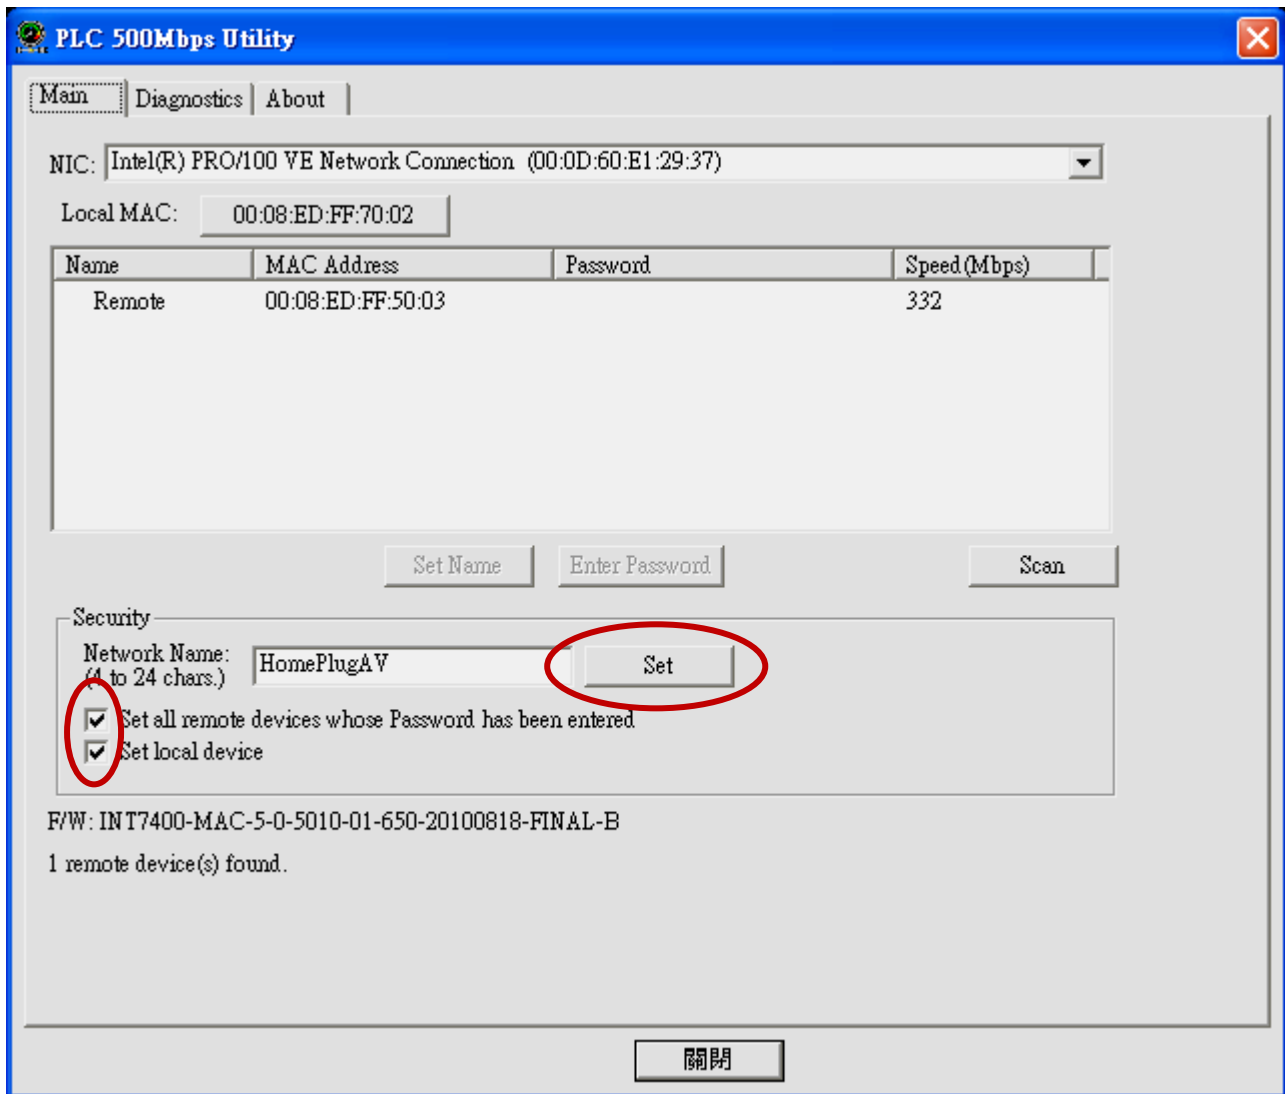 PLC 500Mbps Utility
Main Diagnostics About
NIC: Intel(R) PRO/100 VE Network Connection (00:0D:60:E1:29:37)
Local MAC: 00:08:ED:FF:70:02
Name MAC Address Password Speed(Mbps)
Remote 00:08:ED:FF:50:03 332
Set Name Enter Password Scan
Security
Network Name: HomePlugAV Set
(4 to 24 chars.)
Set all remote devices whose Password has been entered
Set local device
F/W: INT7400-MAC-5-0-5010-01-650-20100818-FINAL-B
1 remote device(s) found.
關閉